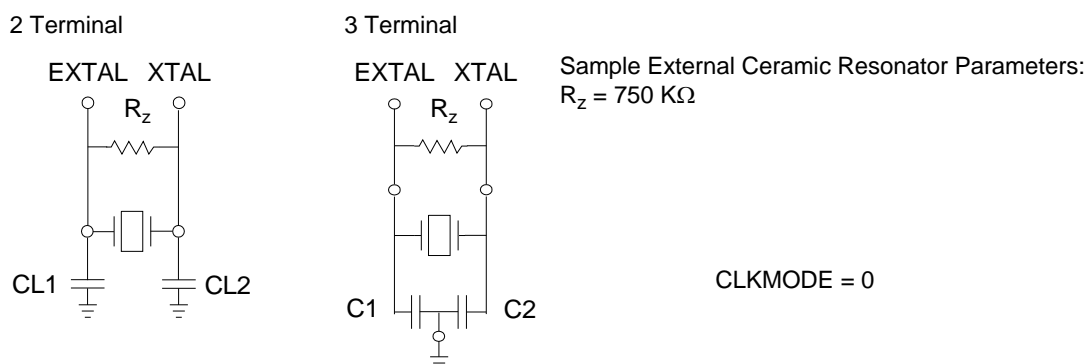 2 Terminal
3 Terminal
EXTAL XTAL
EXTAL XTAL
Sample External Ceramic Resonator Parameters:
Rz = 750 KΩ
Rz
Rz
CL1
CL2
C1
C2
CLKMODE = 0